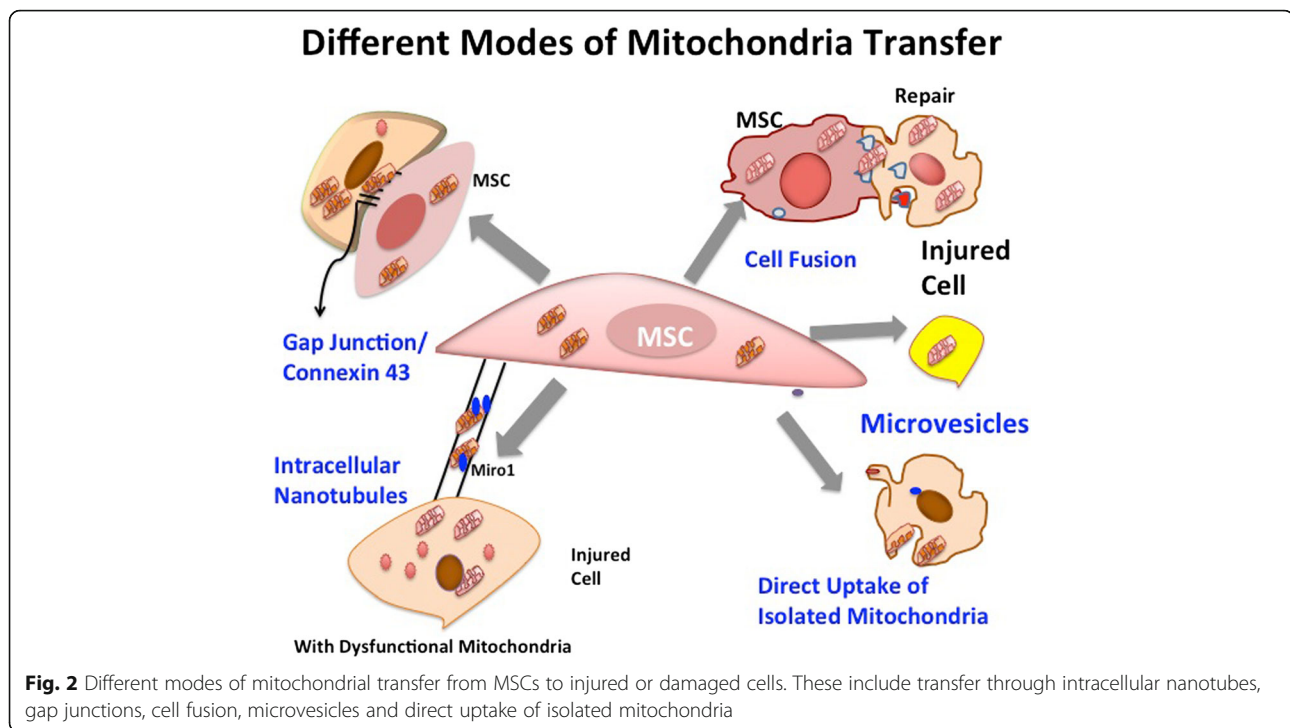 Different Modes of Mitochondria Transfer
Repair
MSC
MSC
Cell Fusion
Injured
Cell
MSC
Gap Junction/
Connexin 43
Microvesicles
Intracellular
Nanotubules
Miro1
Injured
Cell
Direct Uptake of
Isolated Mitochondria
With Dysfunctional Mitochondria
Fig. 2 Different modes of mitochondrial transfer from MSCs to injured or damaged cells. These include transfer through intracellular nanotubes,
gap junctions, cell fusion, microvesicles and direct uptake of isolated mitochondria